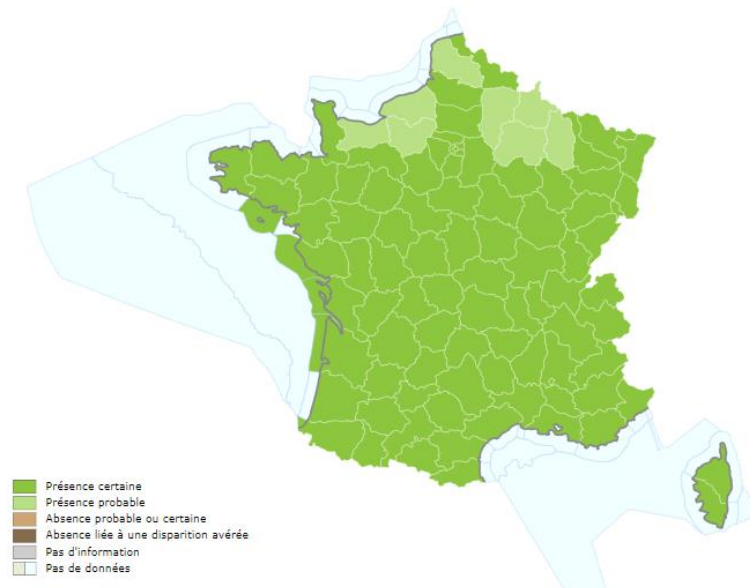 Présence certaine
Présence probable
Absence probable ou certaine
Absence liée à une disparition avérée
Pas d'information
Pas de données